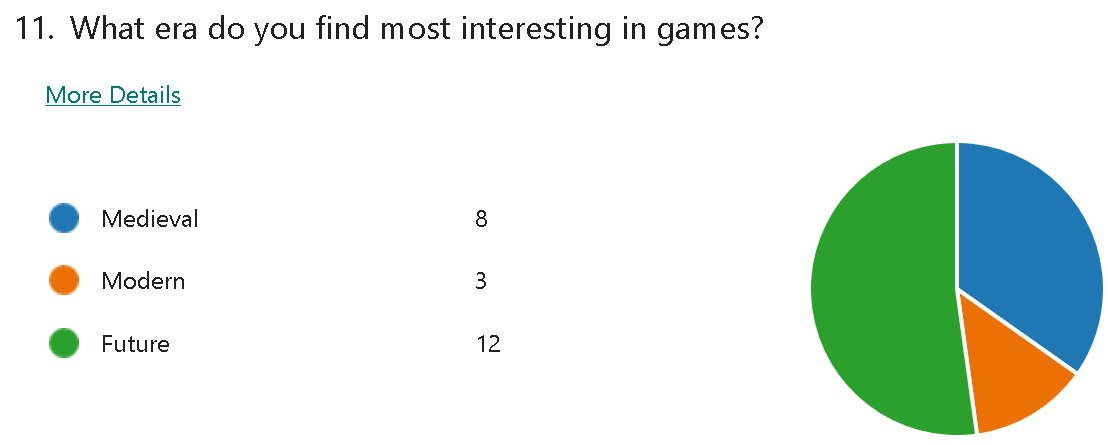 11. What era do you find most interesting in games?
More Details
Medieval 8
Modern 3
Future 12